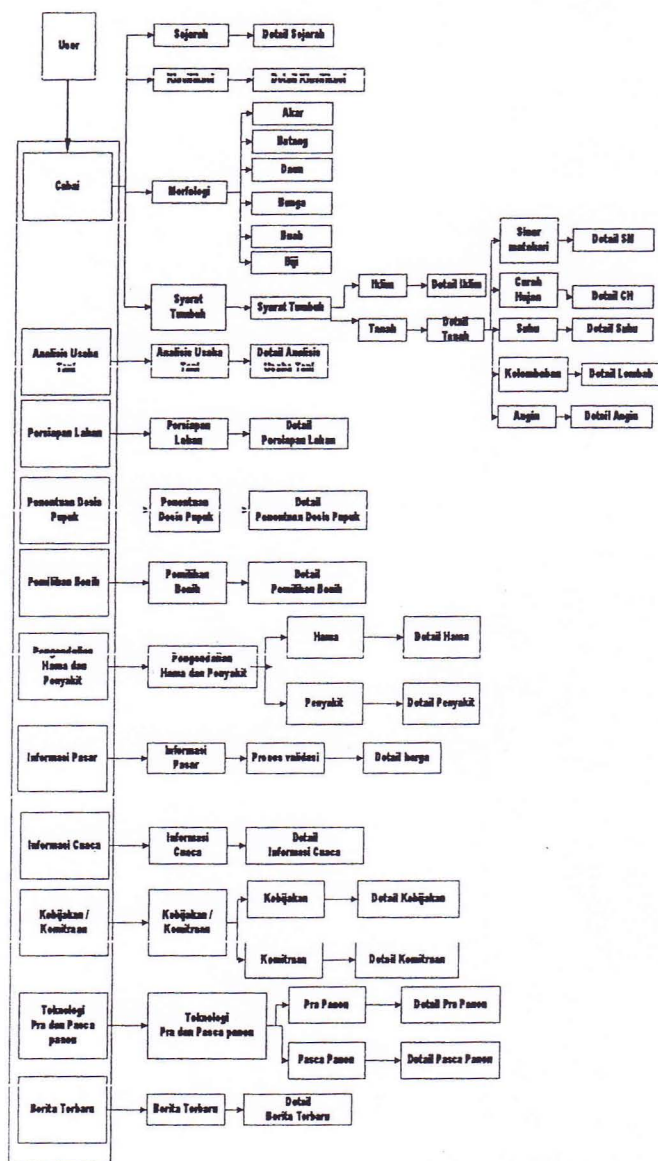 User
Sejarah
Detail Sejarah
Klasifikasi
Detail Klasifikasi
Cabai
Morfologi
Akar
Batang
Daun
Bunga
Buah
Biji
Syarat
Tumbuh
Syarat Tumbuh
Iklim
Detail Iklim
Tanah
Detail
Tanah
Sinar
matahari
Detail SM
Curah
Hujan
Detail CH
Suhu
Detail Suhu
Kelembaban
Detail Lembab
Angin
Detail Angin
Analisis Usaha
Tani
Analisis Usaha
Tani
Detail Analisis
Usaha Tani
Persiapan Lahan
Persiapan
Lahan
Detail
Persiapan Lahan
Penentuan Dosis
Pupuk
Penentuan
Dosis Pupuk
Detail
Penentuan Dosis Pupuk
Pemilihan Benih
Pemilihan
Benih
Detail
Pemilihan Benih
Pengendalian
Hama dan
Penyakit
Pengendalian
Hama dan Penyakit
Hama
Detail Hama
Penyakit
Detail Penyakit
Informasi Pasar
Informasi
Pasar
Proses validasi
Detail harga
Informasi Cuaca
Informasi
Cuaca
Detail
Informasi Cuaca
Kebijakan /
Kemitraan
Kebijakan /
Kemitraan
Kebijakan
Detail Kebijakan
Kemitraan
Detail Kemitraan
Teknologi
Pra dan Pasca
panen
Teknologi
Pra dan Pasca panen
Pra Panen
Detail Pra Panen
Pasca Panen
Detail Pasca Panen
Berita Terbaru
Berita Terbaru
Detail
Berita Terbaru